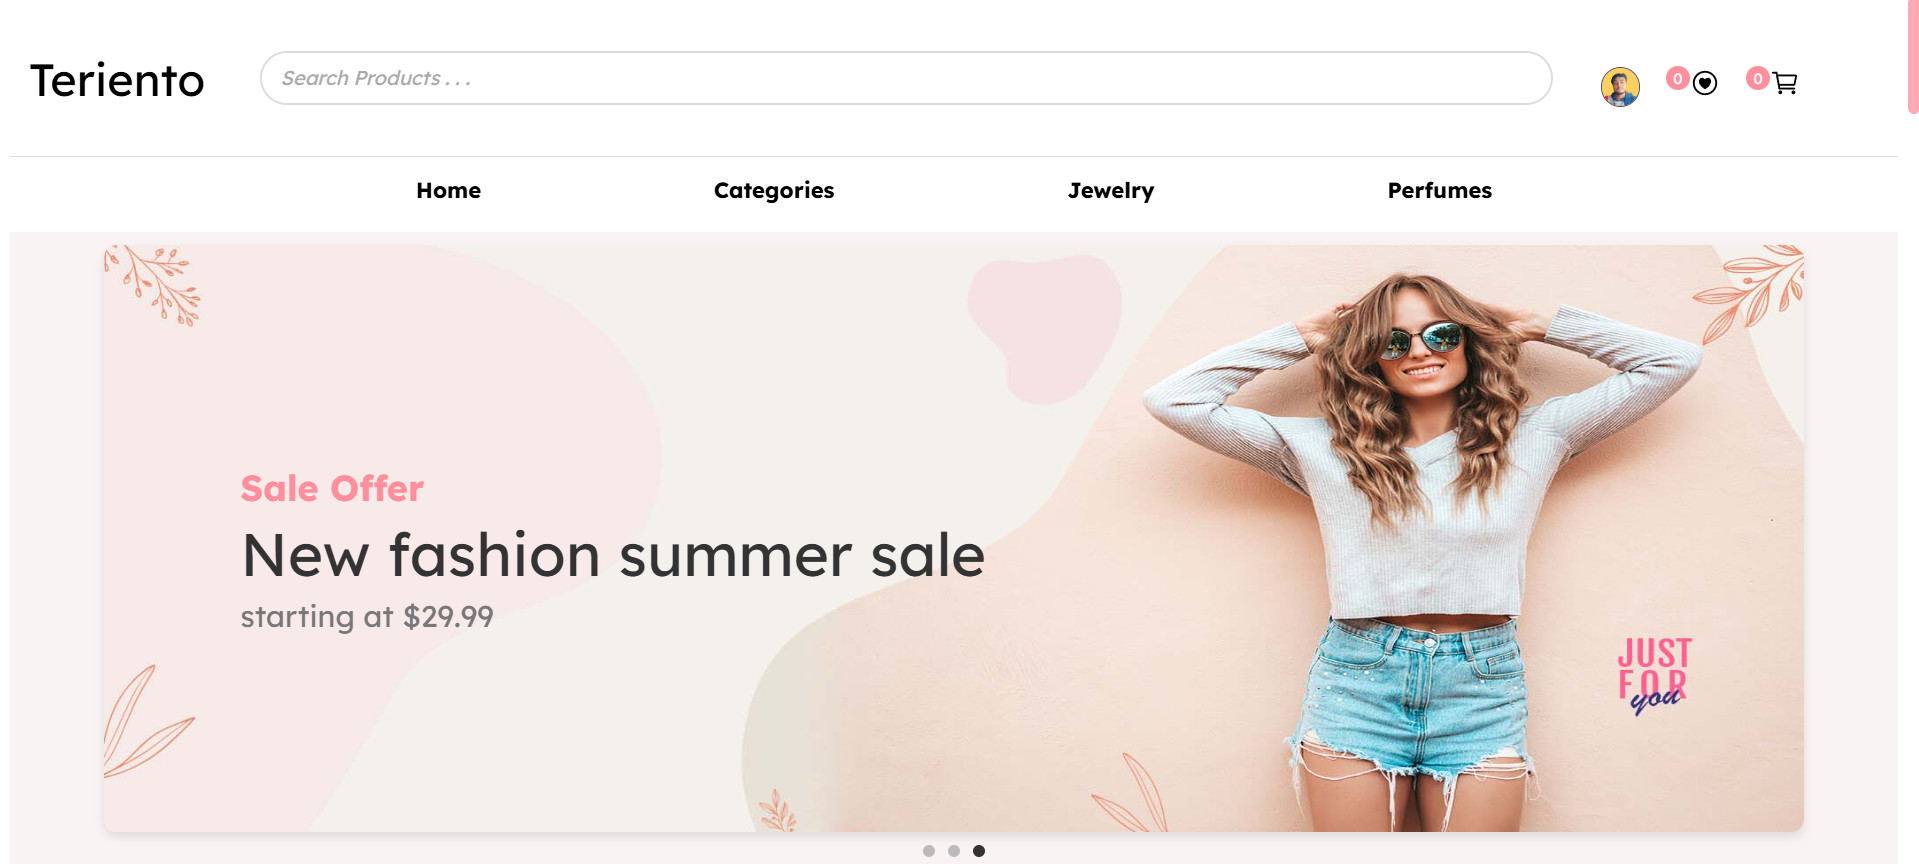 Teriento
Search Products . . .
0
0
Home
Categories
Jewelry
Perfumes
Sale Offer
New fashion summer sale
starting at $29.99
JUST
FOR
you